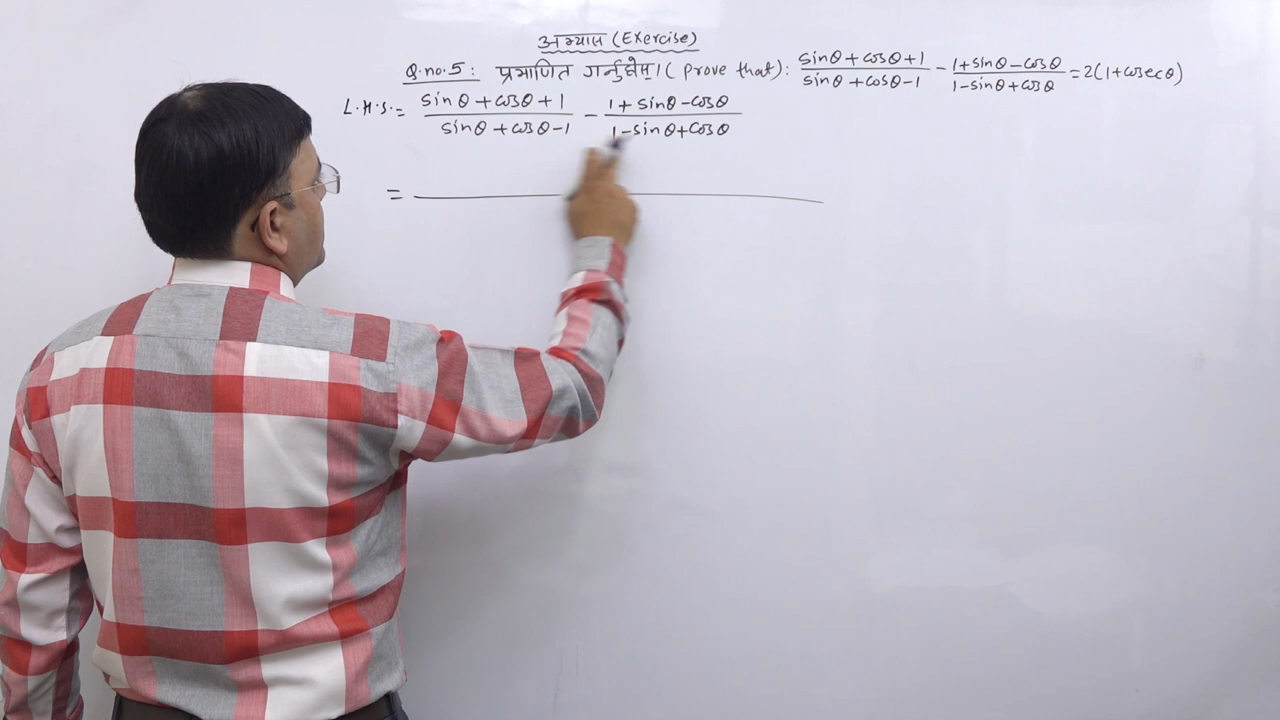 अभ्यास (Exercise)
Q.no.5: प्रमाणित गर्नुहोस्। (prove that): (sinθ+cosθ+1)/(sinθ+cosθ-1) - (1+sinθ-cosθ)/(1-sinθ+cosθ) = 2(1+cosecθ)
L.H.S. = (sinθ+cosθ+1)/(sinθ+cosθ-1) - (1+sinθ-cosθ)/(1-sinθ+cosθ)
=